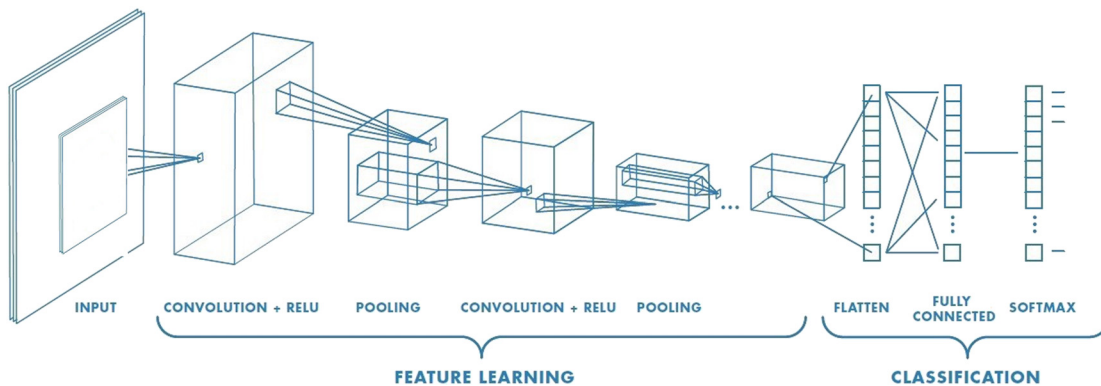 INPUT
CONVOLUTION + RELU
POOLING
CONVOLUTION + RELU
POOLING
...
FLATTEN
FULLY
CONNECTED
SOFTMAX
FEATURE LEARNING
CLASSIFICATION